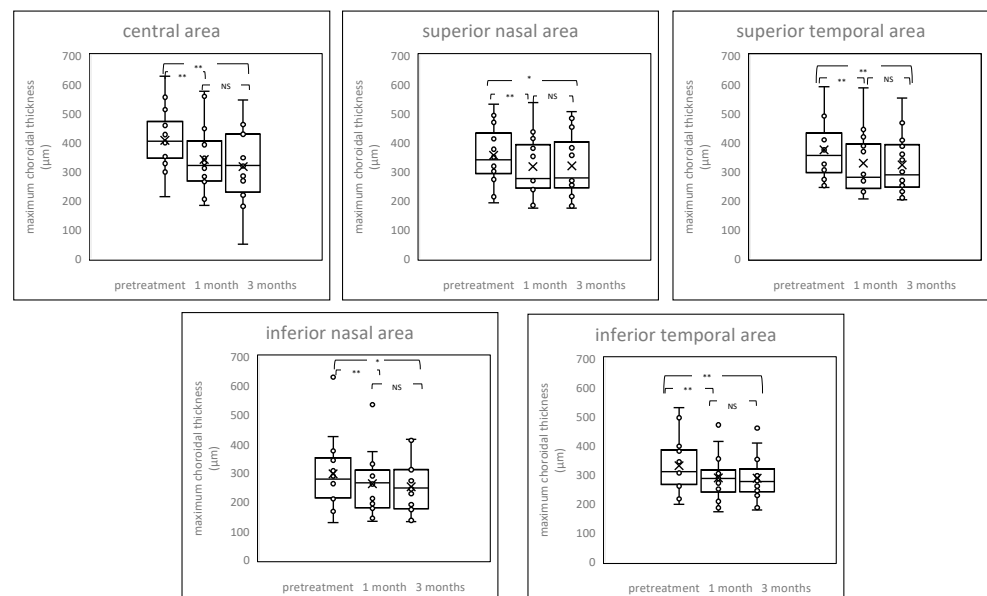 central area
700
600
500
400
300
200
100
0
maximum choroidal thickness
(μm)
**
**
NS
pretreatment 1 month 3 months
superior nasal area
700
600
500
400
300
200
100
0
maximum choroidal thickness
(μm)
*
**
NS
pretreatment 1 month 3 months
superior temporal area
700
600
500
400
300
200
100
0
maximum choroidal thickness
(μm)
**
**
NS
pretreatment 1 month 3 months
inferior nasal area
700
600
500
400
300
200
100
0
maximum choroidal thickness
(μm)
*
**
NS
pretreatment 1 month 3 months
inferior temporal area
700
600
500
400
300
200
100
0
maximum choroidal thickness
(μm)
**
**
NS
pretreatment 1 month 3 months